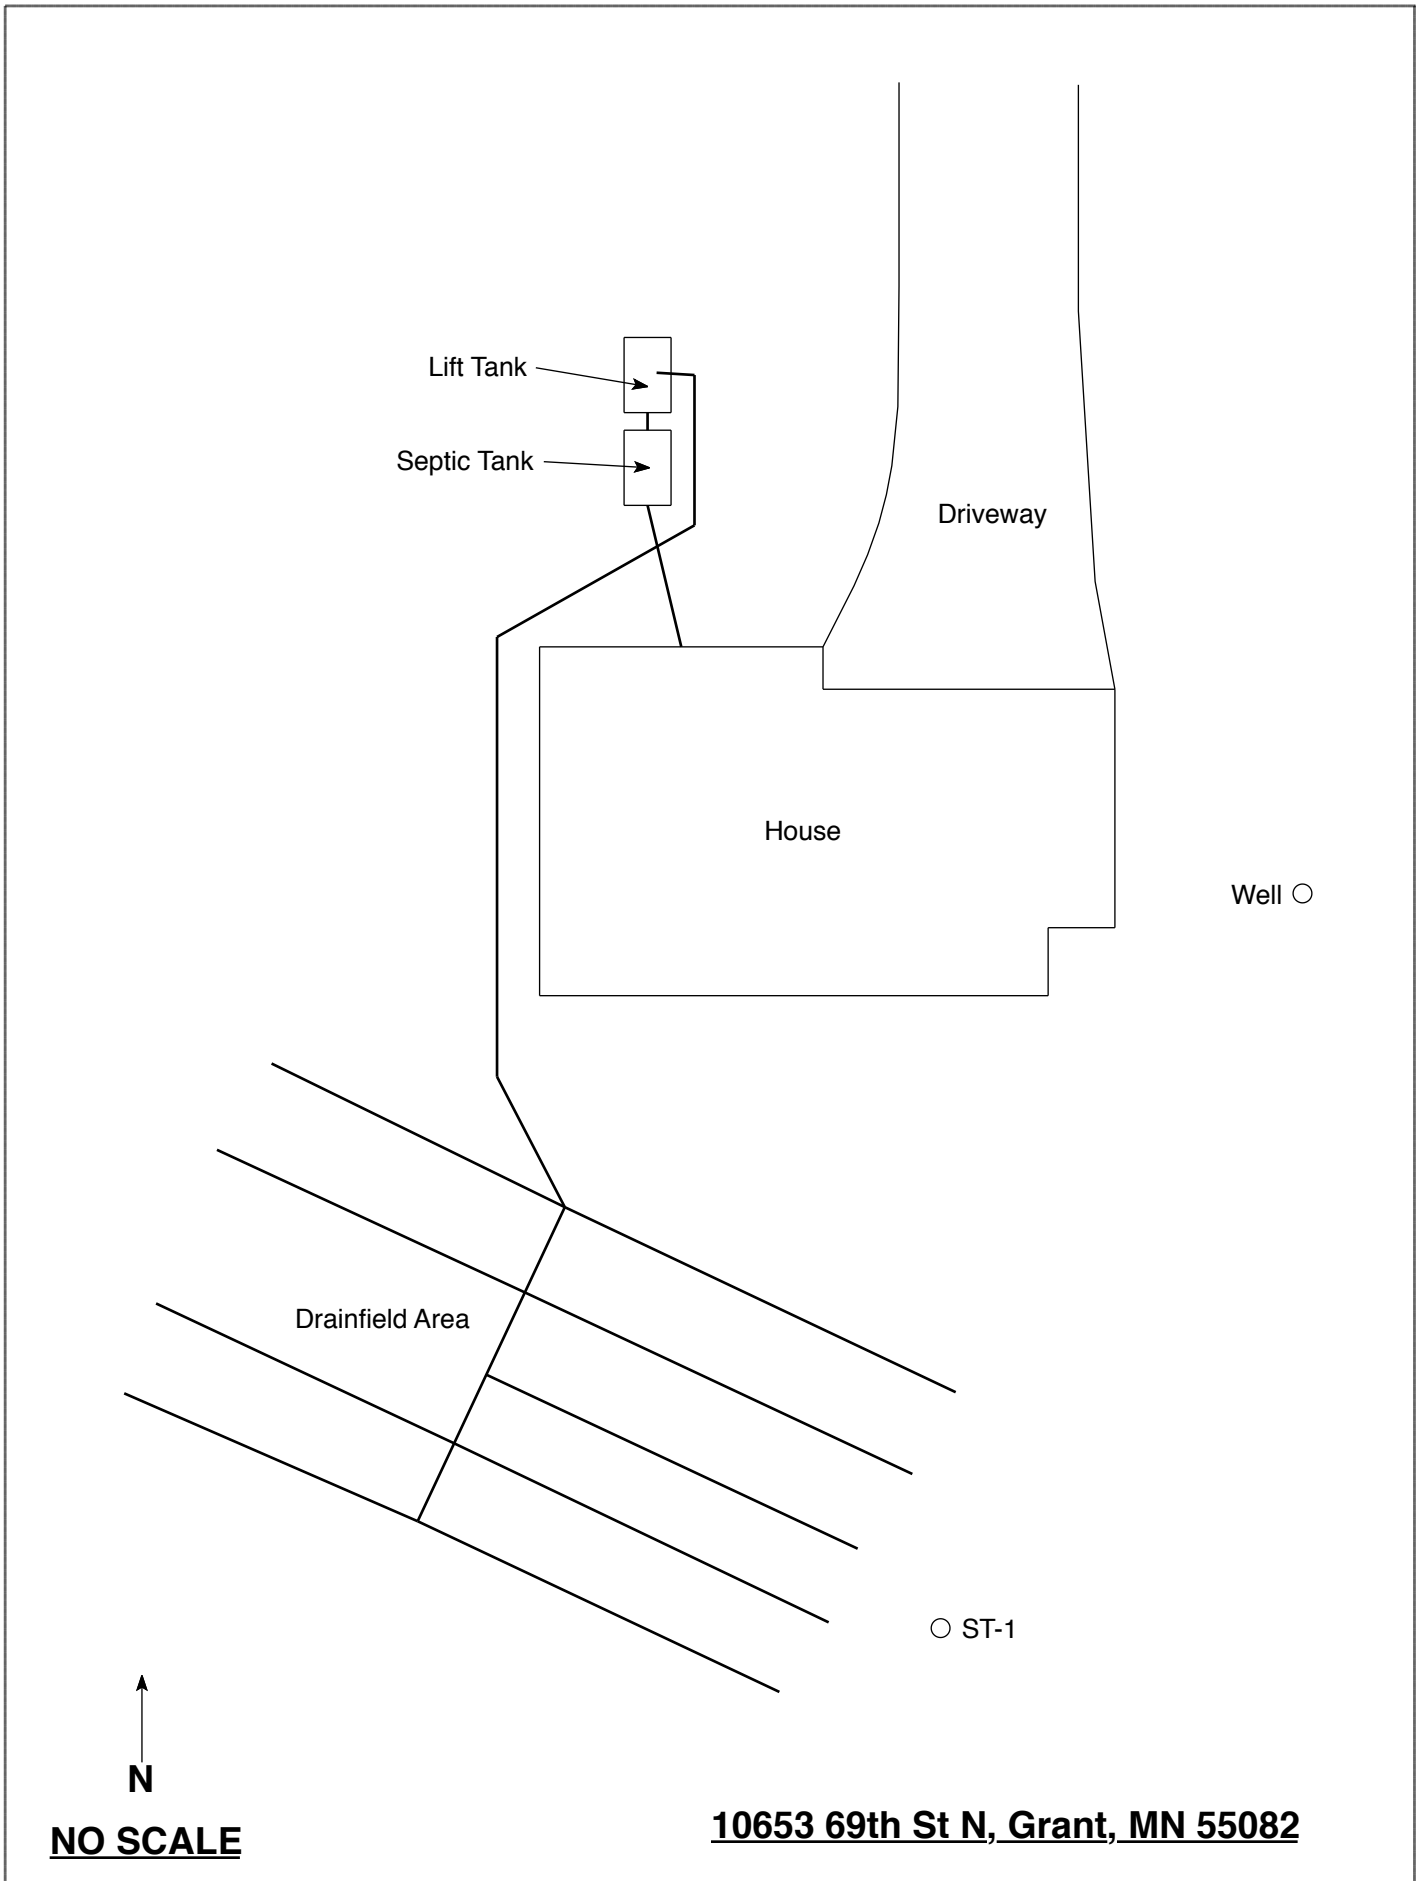 Lift Tank
Septic Tank
Driveway
House
Well
Drainfield Area
ST-1
N
NO SCALE
10653 69th St N, Grant, MN 55082